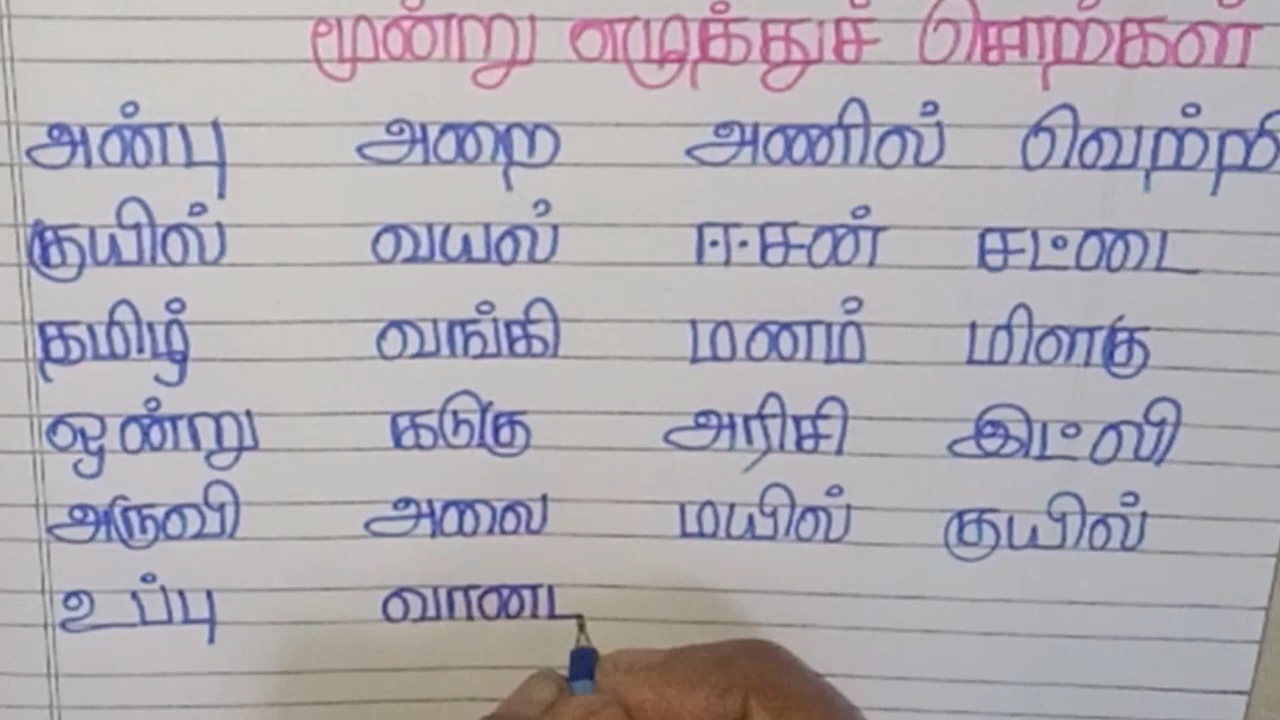 மூன்று எழுத்துச் சொற்கள்
அன்பு அறை அணில் வெற்றி
குயில் வயல் ஈசன் சட்டை
தமிழ் வங்கி மணம் மிளகு
ஒன்று கடுகு அரிசி இட்லி
அருவி அலை மயில் குயில்
உப்பு